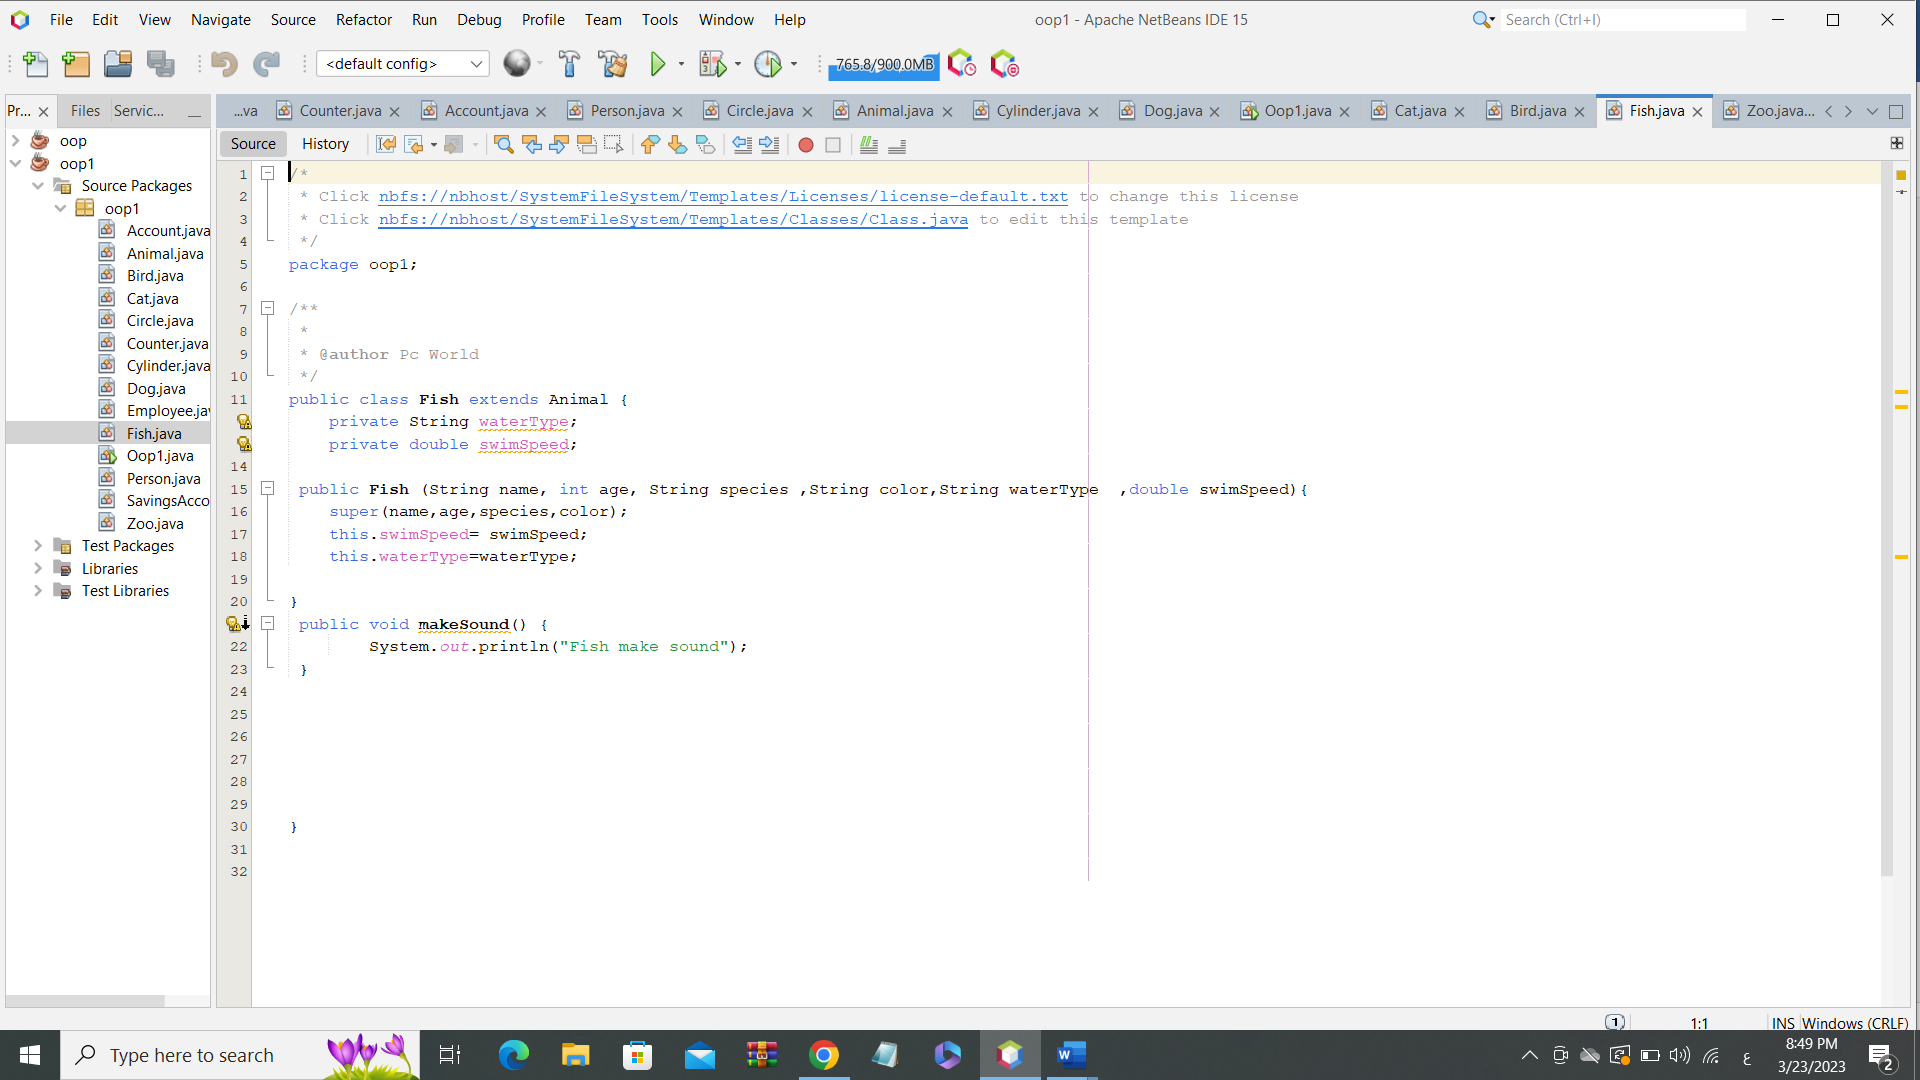 File Edit View Navigate Source Refactor Run Debug Profile Team Tools Window Help oop1 - Apache NetBeans IDE 15 Search (Ctrl+I)
<default config> 765.8/900.0MB
Pr... Files Servic... ...va Counter.java Account.java Person.java Circle.java Animal.java Cylinder.java Dog.java Oop1.java Cat.java Bird.java Fish.java Zoo.java...
Source History
oop
oop1
Source Packages
oop1
Account.java
Animal.java
Bird.java
Cat.java
Circle.java
Counter.java
Cylinder.java
Dog.java
Employee.jav
Fish.java
Oop1.java
Person.java
SavingsAcco
Zoo.java
Test Packages
Libraries
Test Libraries
1 /*
2 * Click nbfs://nbhost/SystemFileSystem/Templates/Licenses/license-default.txt to change this license
3 * Click nbfs://nbhost/SystemFileSystem/Templates/Classes/Class.java to edit this template
4 */
5 package oop1;
6
7 /**
8 *
9 * @author Pc World
10 */
11 public class Fish extends Animal {
private String waterType;
private double swimSpeed;
14
15 public Fish (String name, int age, String species ,String color,String waterType ,double swimSpeed){
16 super(name,age,species,color);
17 this.swimSpeed= swimSpeed;
18 this.waterType=waterType;
19
20 }
public void makeSound() {
22 System.out.println("Fish make sound");
23 }
24
25
26
27
28
29
30 }
31
32
1 1:1 INS Windows (CRLF)
Type here to search ع 8:49 PM
3/23/2023 2